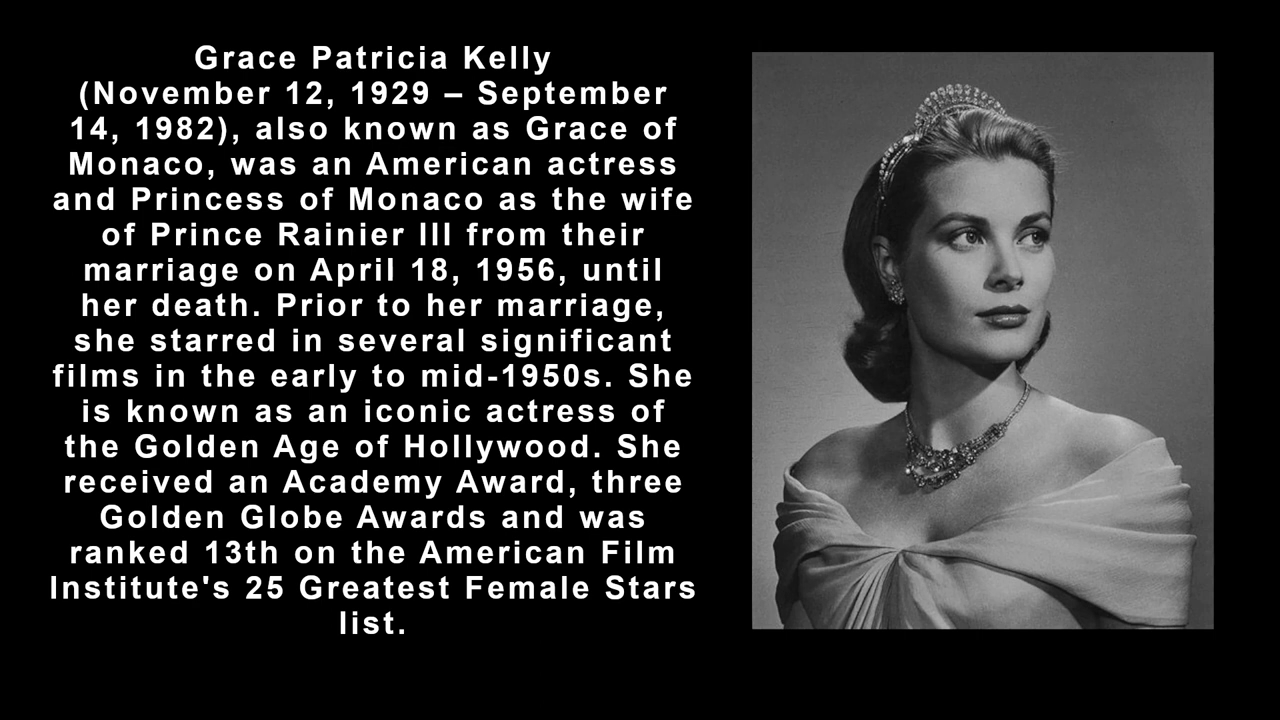 Grace Patricia Kelly
(November 12, 1929 – September
14, 1982), also known as Grace of
Monaco, was an American actress
and Princess of Monaco as the wife
of Prince Rainier III from their
marriage on April 18, 1956, until
her death. Prior to her marriage,
she starred in several significant
films in the early to mid-1950s. She
is known as an iconic actress of
the Golden Age of Hollywood. She
received an Academy Award, three
Golden Globe Awards and was
ranked 13th on the American Film
Institute's 25 Greatest Female Stars
list.